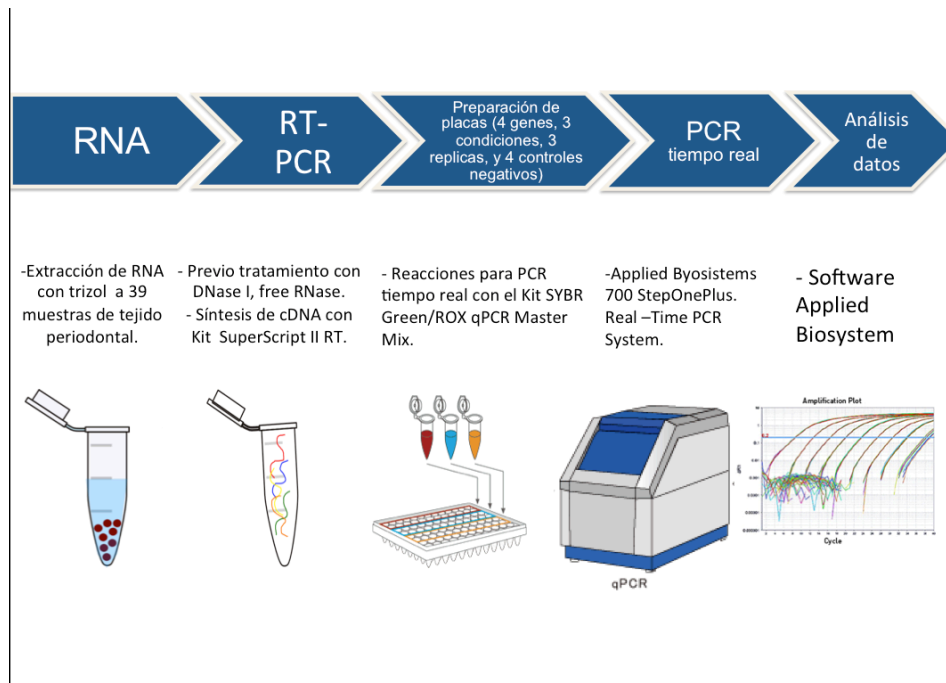 RNA
RT-
PCR
Preparación de
placas (4 genes, 3
condiciones, 3
replicas, y 4 controles
negativos)
PCR
tiempo real
Análisis
de
datos
-Extracción de RNA
con trizol a 39
muestras de tejido
periodontal.
- Previo tratamiento con
DNase I, free RNase.
- Síntesis de cDNA con
Kit SuperScript II RT.
- Reacciones para PCR
tiempo real con el Kit SYBR
Green/ROX qPCR Master
Mix.
-Applied Byosistems
700 StepOnePlus.
Real –Time PCR
System.
- Software
Applied
Biosystem
qPCR
Amplification Plot
Cycle